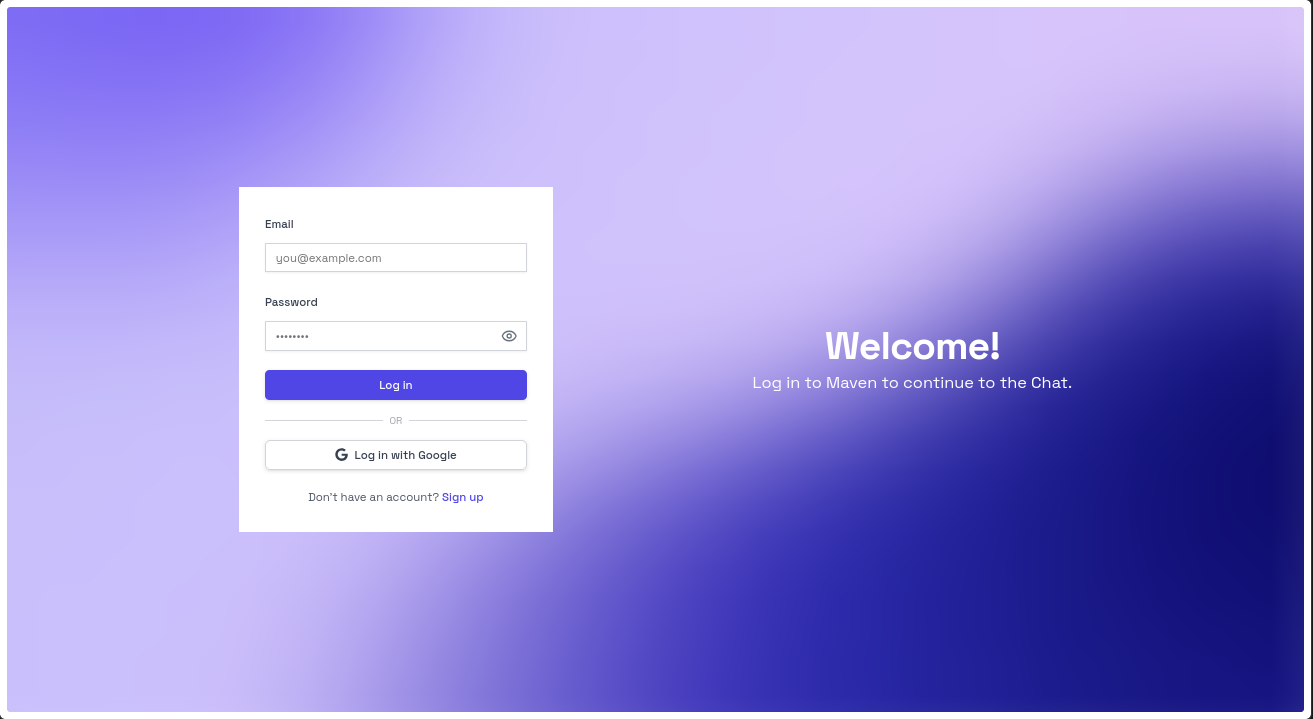 Email
you@example.com
Password
••••••••
Log in
OR
Log in with Google
Don't have an account? Sign up
Welcome!
Log in to Maven to continue to the Chat.